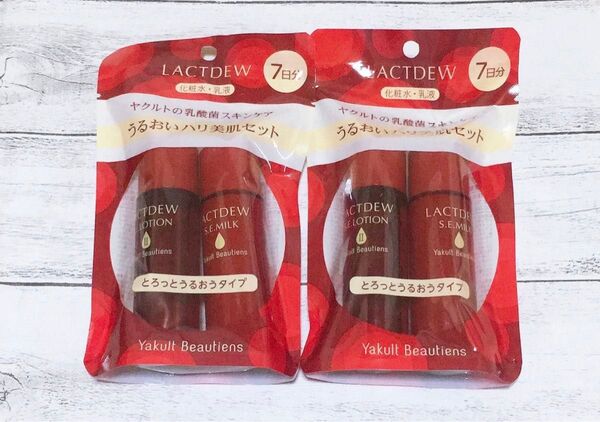 LACTDEW
7日分
化粧水・乳液
ヤクルトの乳酸菌スキンケア
うるおいハリ美肌セット
LACTDEW
S.E.LOTION
II
Yakult Beautiens
LACTDEW
S.E.MILK
とろっとうるおうタイプ
Yakult Beautiens
LACTDEW
7日分
化粧水・乳液
ヤクルトの乳酸菌スキンケア
うるおいハリ美肌セット
LACTDEW
S.E.LOTION
II
LACTDEW
S.E.MILK
Yakult Beautiens
とろっとうるおうタイプ
Yakult Beautiens